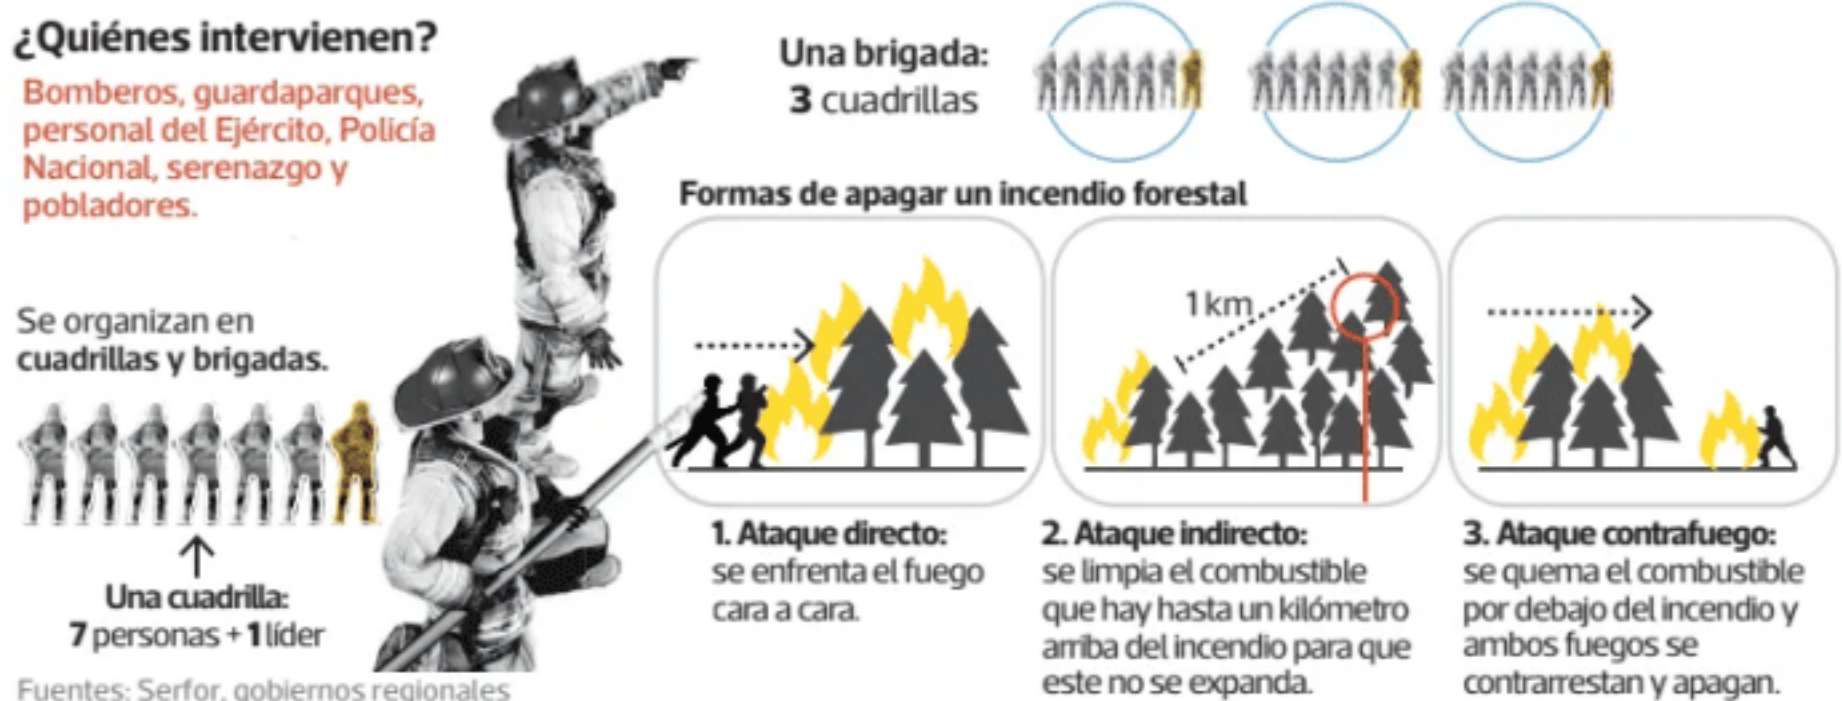 ¿Quiénes intervienen?
Bomberos, guardaparques,
personal del Ejército, Policía
Nacional, serenazgo y
pobladores.
Se organizan en
cuadrillas y brigadas.
Una cuadrilla:
7 personas + 1 líder
Fuentes: Serfor, gobiernos regionales
Una brigada:
3 cuadrillas
Formas de apagar un incendio forestal
1. Ataque directo:
se enfrenta el fuego
cara a cara.
1 km
2. Ataque indirecto:
se limpia el combustible
que hay hasta un kilómetro
arriba del incendio para que
este no se expanda.
3. Ataque contrafuego:
se quema el combustible
por debajo del incendio y
ambos fuegos se
contrarrestan y apagan.